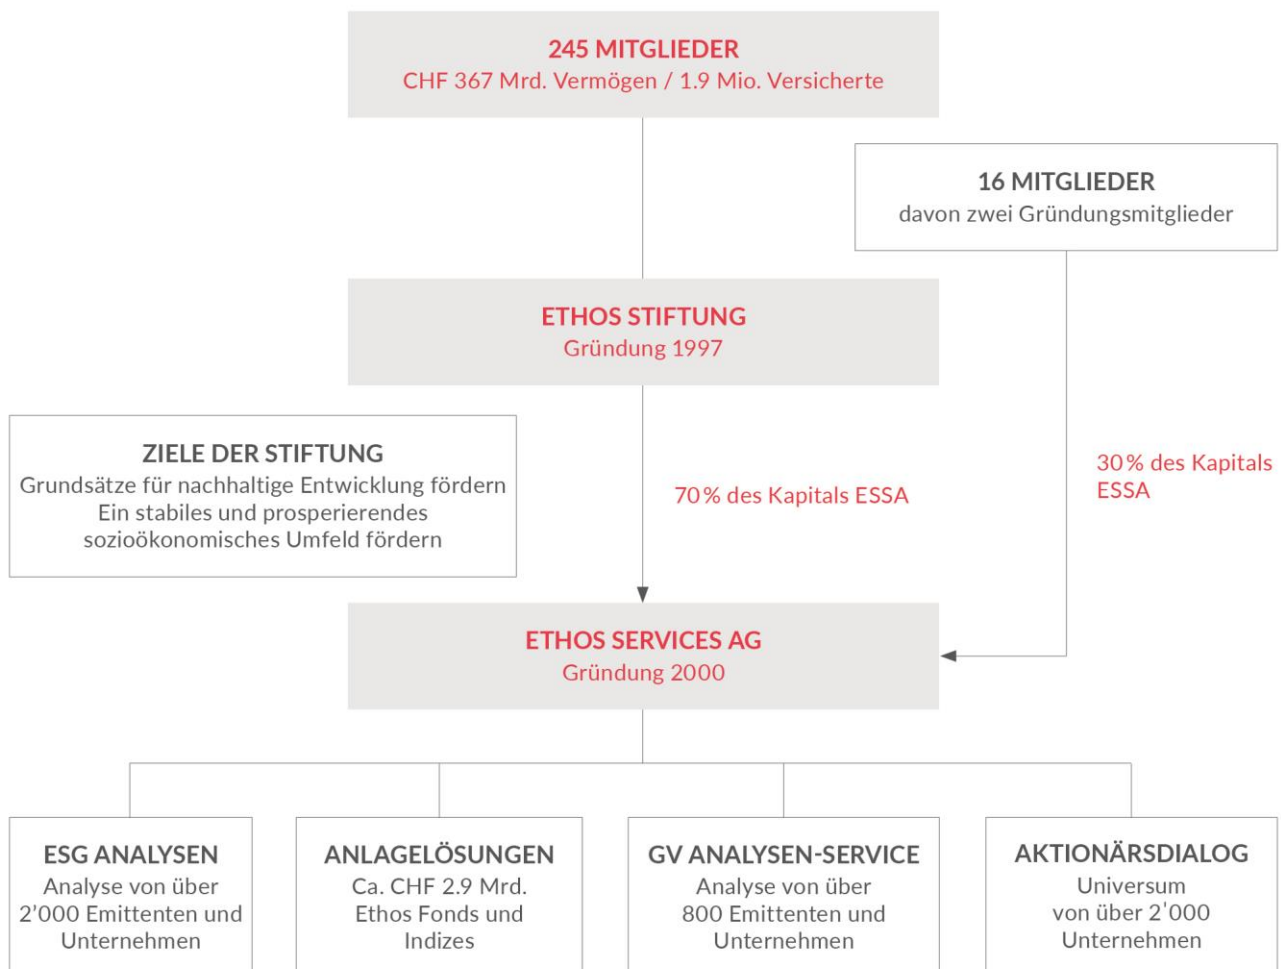 245 MITGLIEDER
CHF 367 Mrd. Vermögen / 1.9 Mio. Versicherte
16 MITGLIEDER
davon zwei Gründungsmitglieder
ETHOS STIFTUNG
Gründung 1997
ZIELE DER STIFTUNG
Grundsätze für nachhaltige Entwicklung fördern
Ein stabiles und prosperierendes
sozioökonomisches Umfeld fördern
70 % des Kapitals ESSA
30 % des Kapitals
ESSA
ETHOS SERVICES AG
Gründung 2000
ESG ANALYSEN
Analyse von über
2’000 Emittenten und
Unternehmen
ANLAGELÖSUNGEN
Ca. CHF 2.9 Mrd.
Ethos Fonds und
Indizes
GV ANALYSEN-SERVICE
Analyse von über
800 Emittenten und
Unternehmen
AKTIONÄRSDIALOG
Universum
von über 2'000
Unternehmen